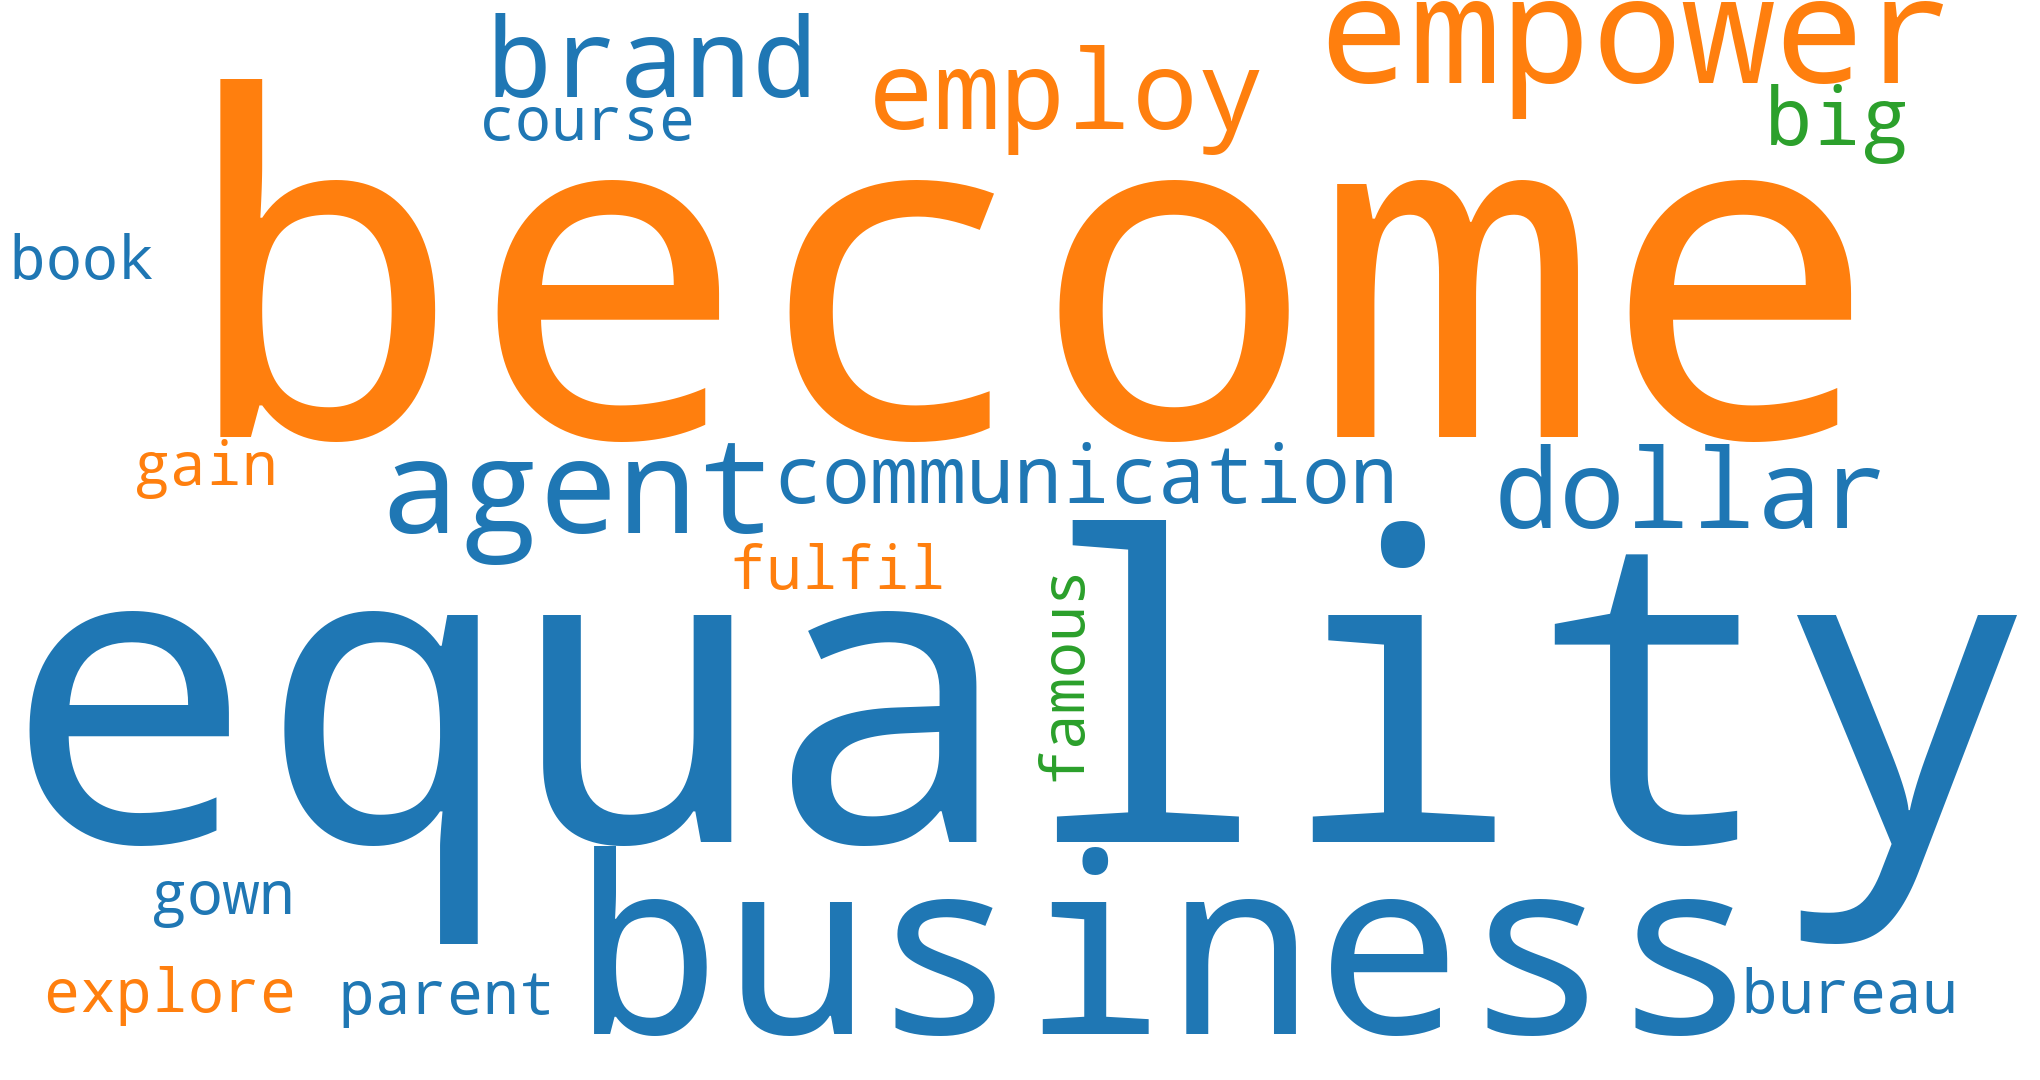 empower
brand
employ
course
big
become
book
gain
agent
communication
dollar
fulfil
famous
equality
business
gown
explore
parent
bureau